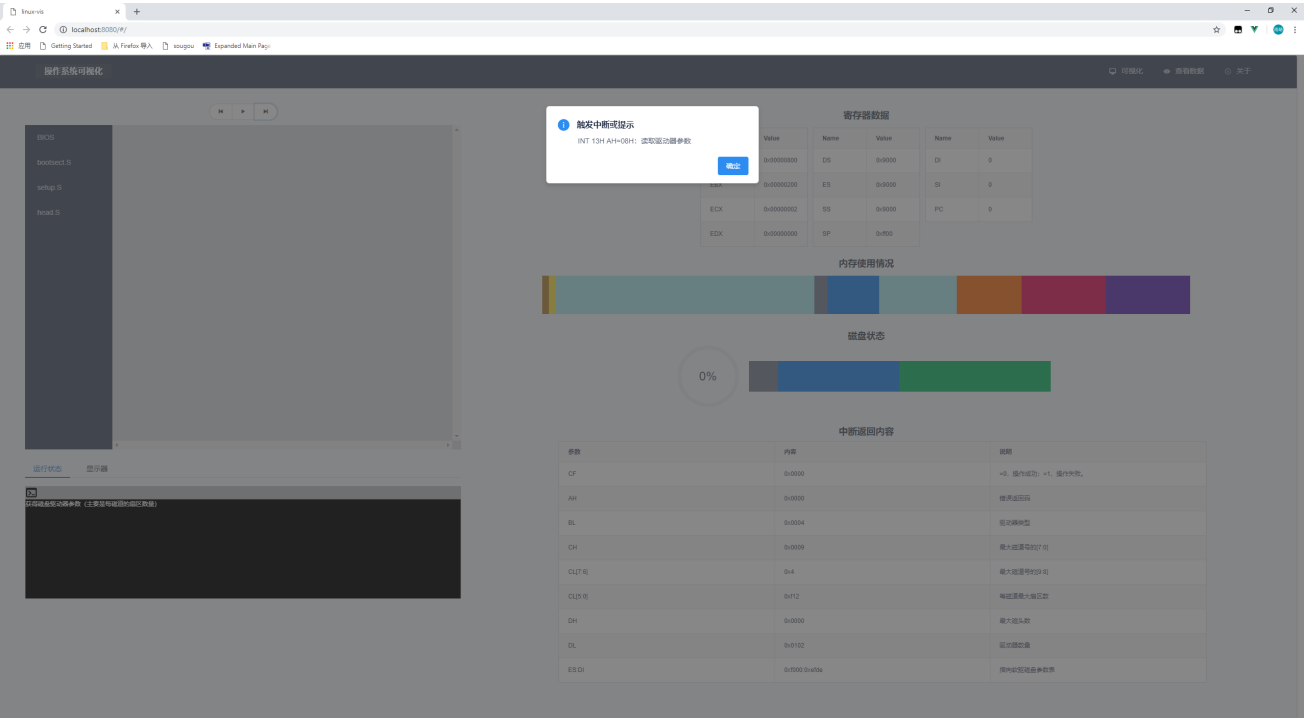 linux-vis
localhost:8080/#/
应用 Getting Started 从 Firefox 导入 sougou Expanded Main Page
操作系统可视化 可视化 查看数据 关于
触发中断或提示
INT 13H AH=08H：读取驱动器参数
确定
BIOS
bootsect.S
setup.S
head.S
寄存器数据
Value Name Value Name Value
0x00000000 DS 0x0000 DI 0
EBX 0x00000200 ES 0x0000 SI 0
ECX 0x00000002 SS 0x0000 PC 0
EDX 0x00000000 SP 0xff00
内存使用情况
磁盘状态
0%
运行状态 显示器
获得磁盘驱动器参数（主要是每磁道的扇区数量）
中断返回内容
参数 内容 说明
CF 0x0000 =0，操作成功；=1，操作失败。
AH 0x0000 错误返回码
BL 0x0004 驱动器类型
CH 最大磁道号的[7:0]
CL[7:6] 0x4 最大磁道号的[9:8]
CL[5:0] 0xf12 每磁道最大扇区数
DH 0x0000 最大磁头数
DL 0x0102 驱动器数量
ES:DI 0xf000:0xefde 指向软驱磁盘参数表